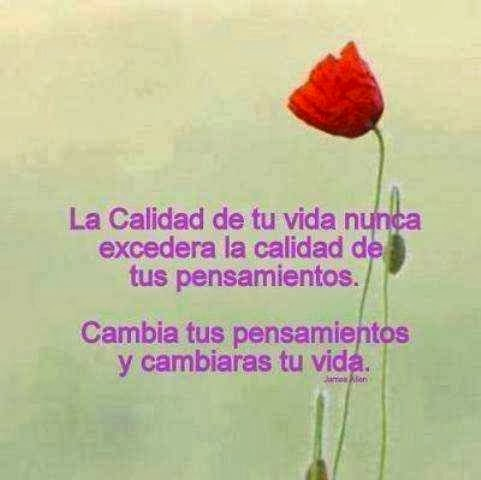 La Calidad de tu vida nunca
excedera la calidad de
tus pensamientos.
Cambia tus pensamientos
y cambiaras tu vida.
James Allen